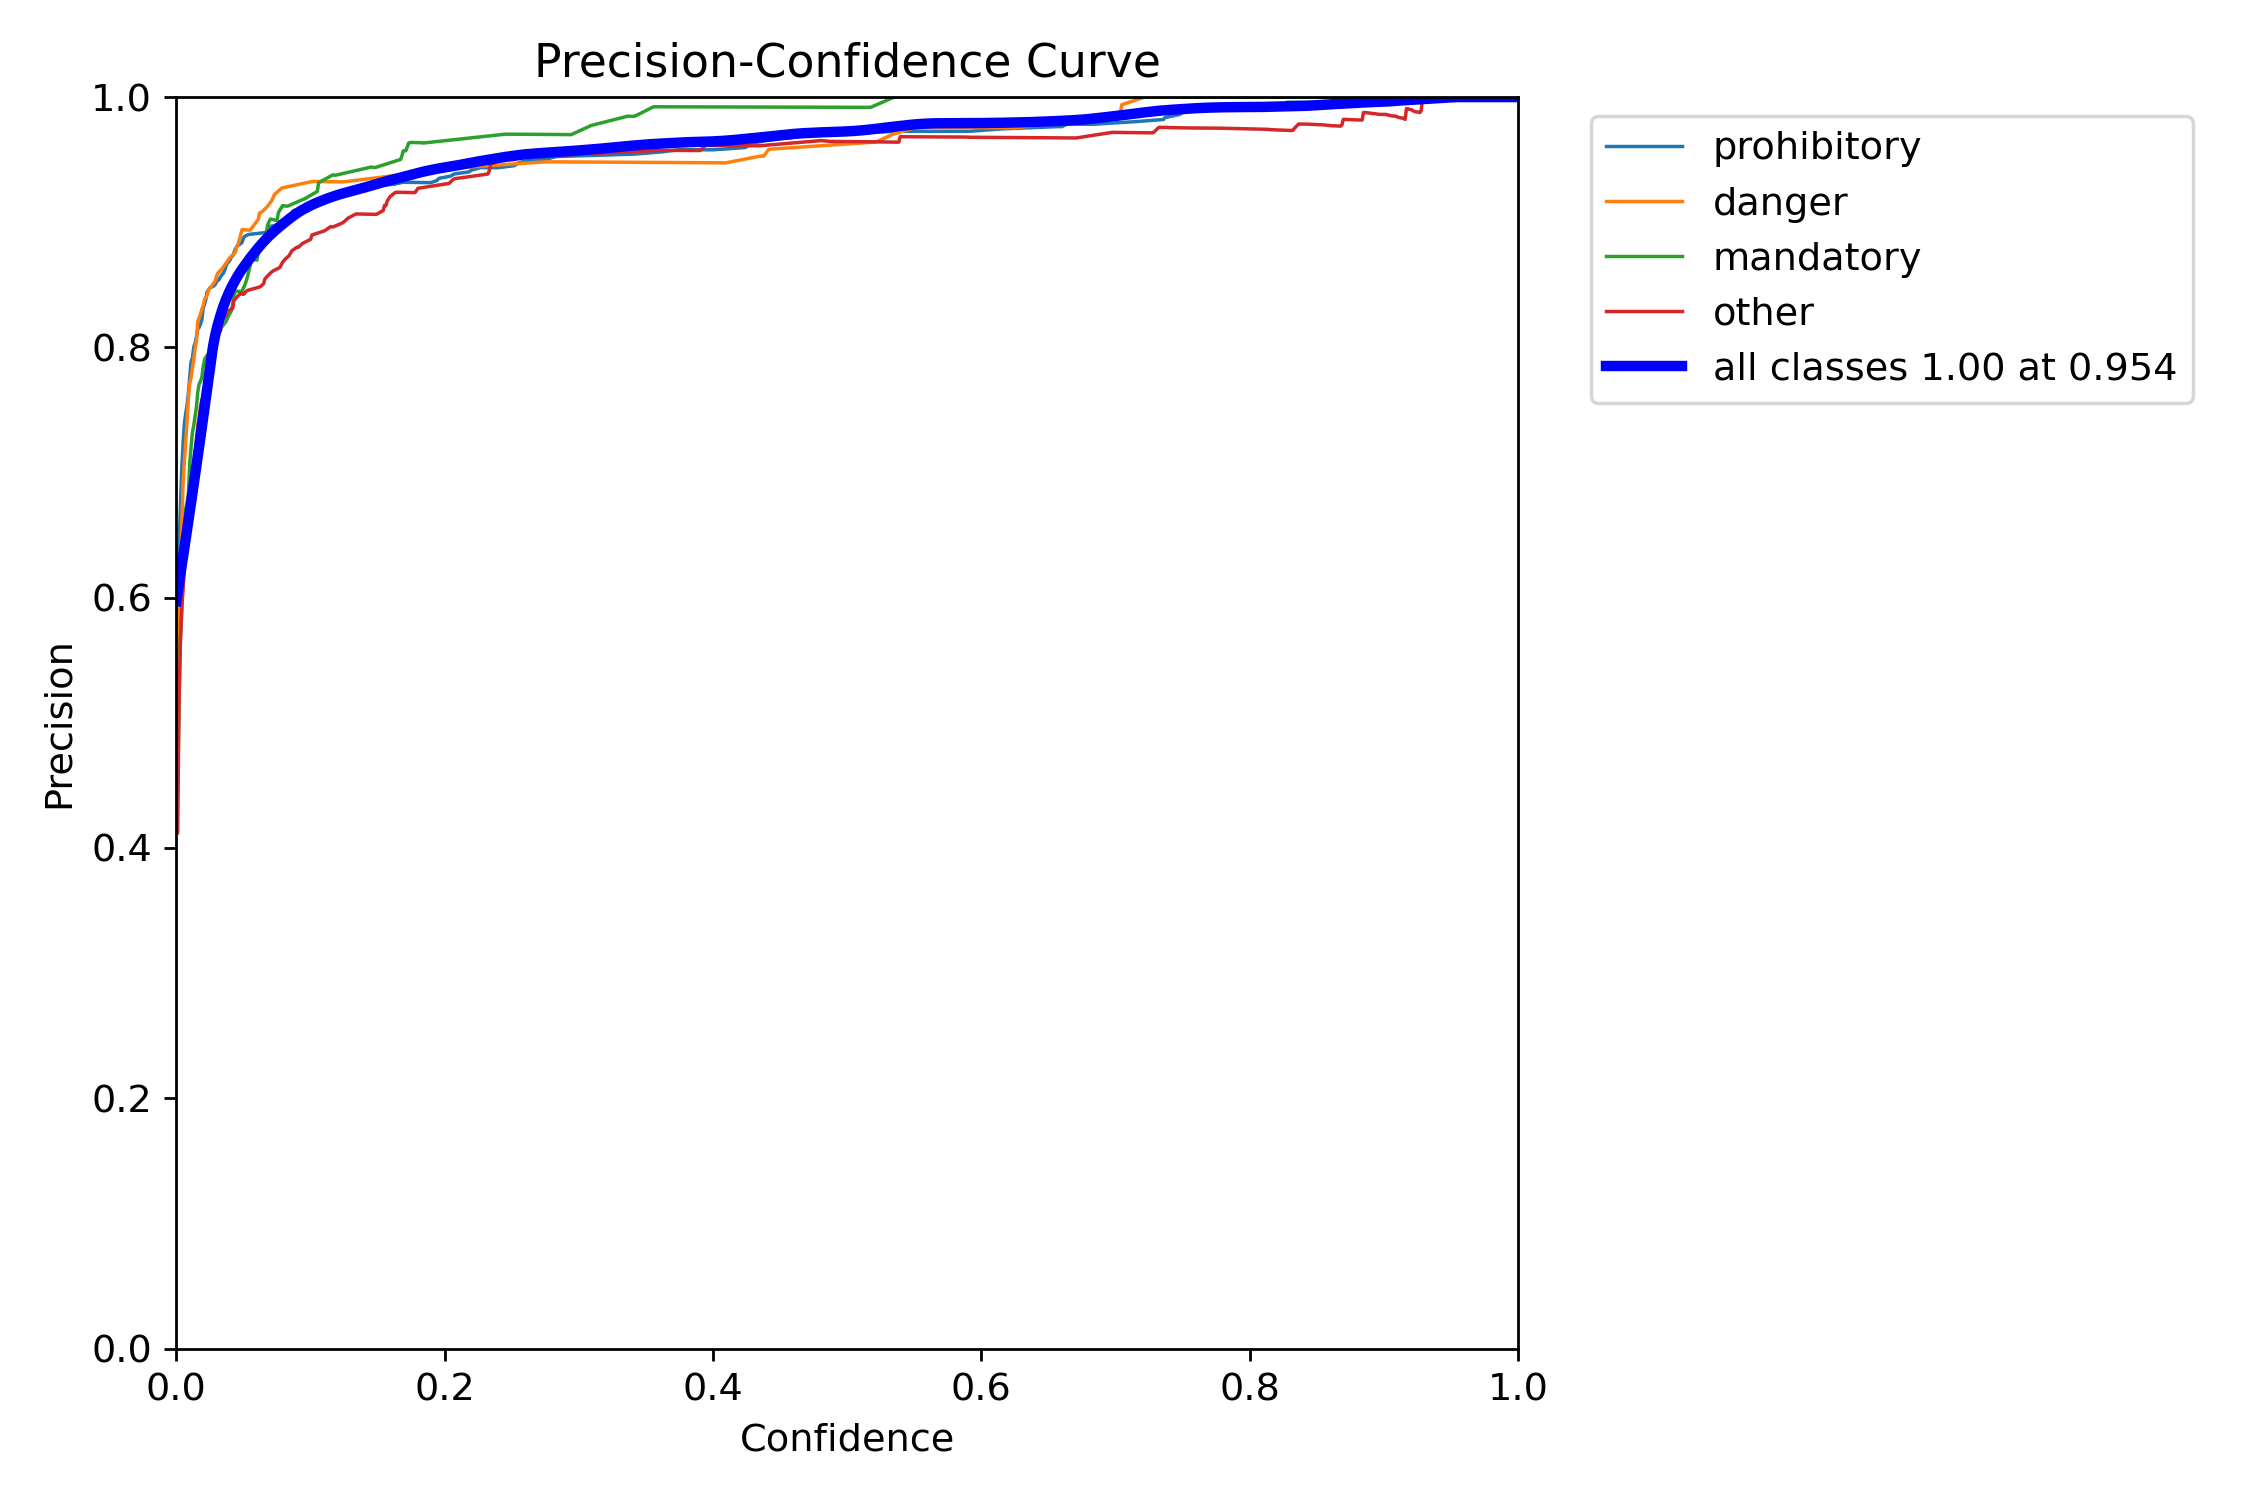 Precision-Confidence Curve
1.0
0.8
0.6
0.4
0.2
0.0
Precision
0.0 0.2 0.4 0.6 0.8 1.0
Confidence
prohibitory
danger
mandatory
other
all classes 1.00 at 0.954